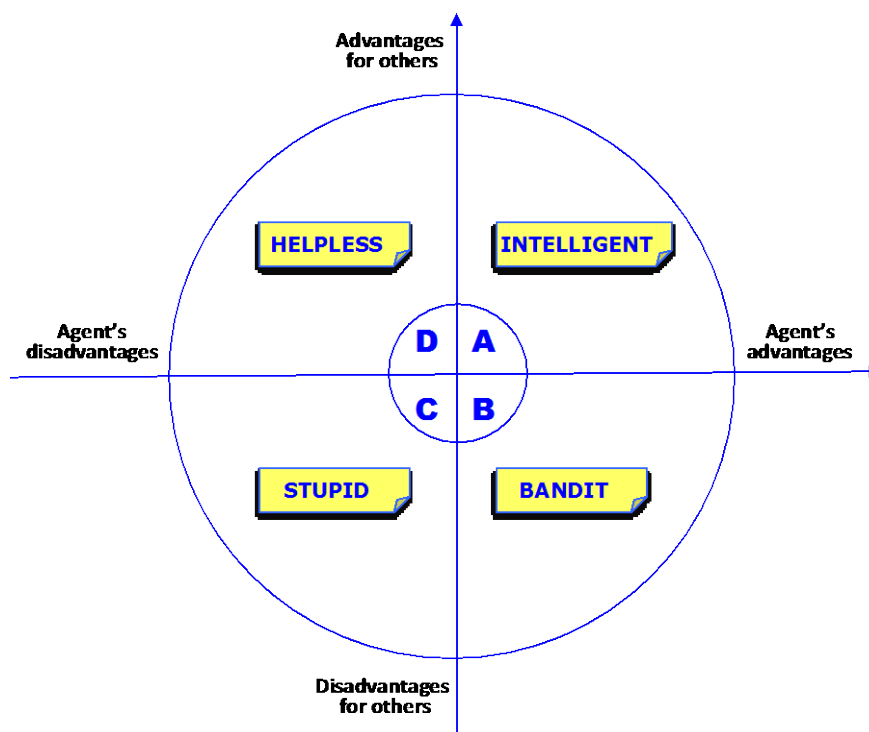 Advantages
for others
HELPLESS
INTELLIGENT
Agent’s
disadvantages
D A
Agent’s
advantages
C B
STUPID
BANDIT
Disadvantages
for others